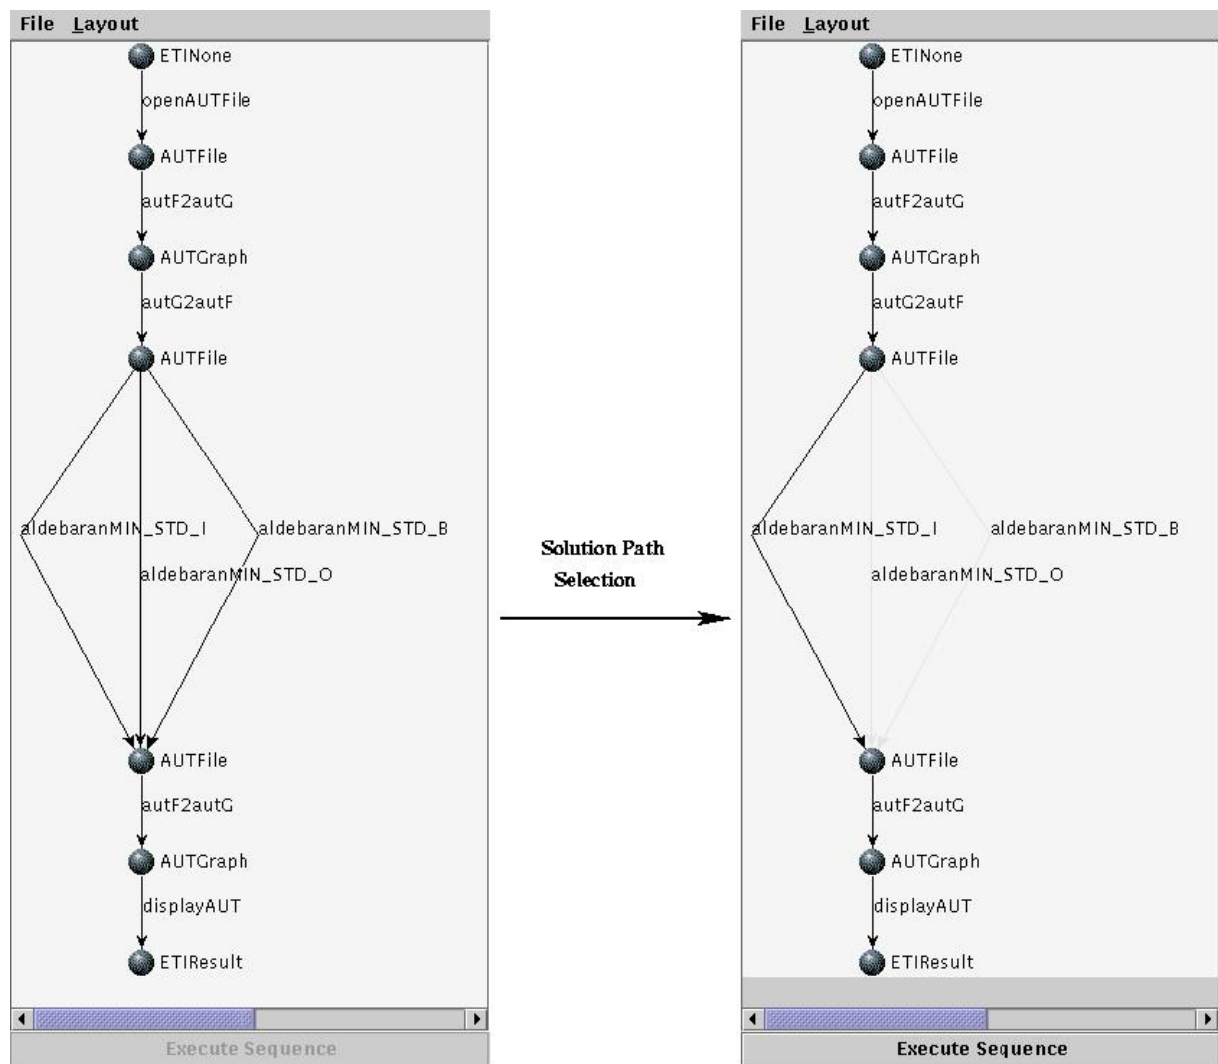 File Layout
ETINone
openAUTFile
AUTFile
autF2autG
AUTGraph
autG2autF
AUTFile
aldebaranMIN_STD_I
aldebaranMIN_STD_B
aldebaranMIN_STD_O
AUTFile
autF2autG
AUTGraph
displayAUT
ETIResult
Execute Sequence
Solution Path
Selection
File Layout
ETINone
openAUTFile
AUTFile
autF2autG
AUTGraph
autG2autF
AUTFile
aldebaranMIN_STD_I
aldebaranMIN_STD_B
aldebaranMIN_STD_O
AUTFile
autF2autG
AUTGraph
displayAUT
ETIResult
Execute Sequence